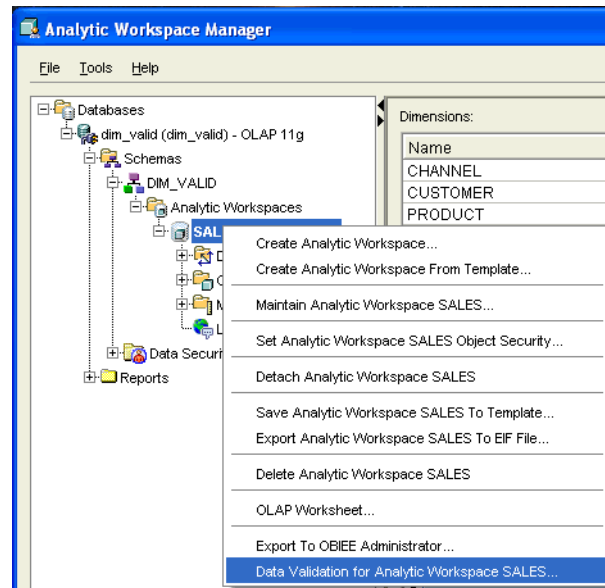 Analytic Workspace Manager
File Tools Help
Databases
dim_valid (dim_valid) - OLAP 11g
Schemas
DIM_VALID
Analytic Workspaces
SAL
D
C
M
L
Data Securi
Reports
Dimensions:
Name
CHANNEL
CUSTOMER
PRODUCT
Create Analytic Workspace...
Create Analytic Workspace From Template...
Maintain Analytic Workspace SALES...
Set Analytic Workspace SALES Object Security...
Detach Analytic Workspace SALES
Save Analytic Workspace SALES To Template...
Export Analytic Workspace SALES To EIF File...
Delete Analytic Workspace SALES
OLAP Worksheet...
Export To OBIEE Administrator...
Data Validation for Analytic Workspace SALES...